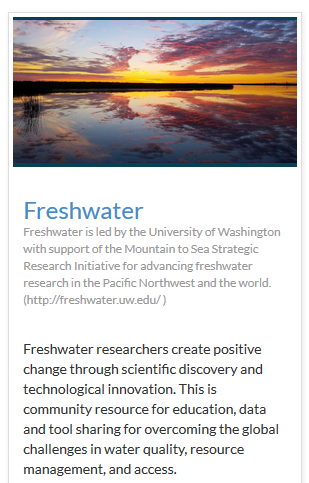 Freshwater
Freshwater is led by the University of Washington
with support of the Mountain to Sea Strategic
Research Initiative for advancing freshwater
research in the Pacific Northwest and the world.
(http://freshwater.uw.edu/ )
Freshwater researchers create positive
change through scientific discovery and
technological innovation. This is
community resource for education, data
and tool sharing for overcoming the global
challenges in water quality, resource
management, and access.